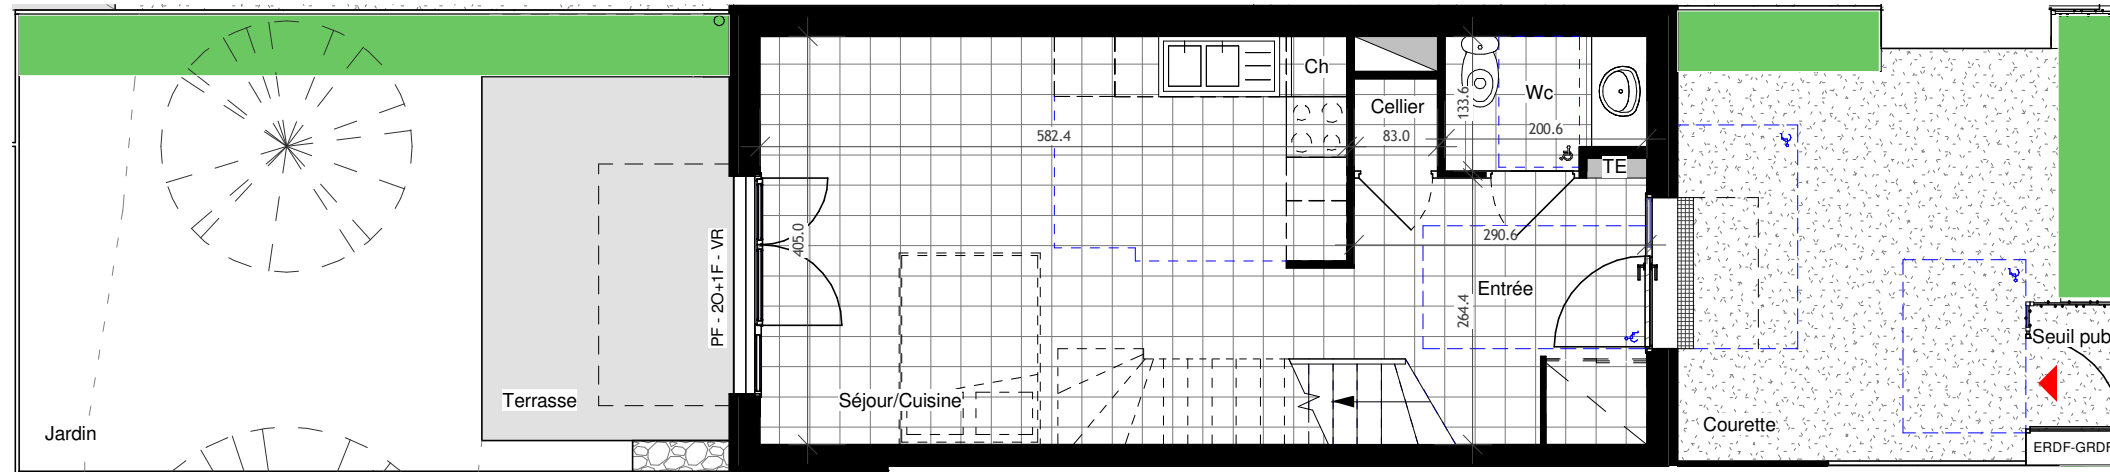 Ch
Cellier
Wc
133.6
582.4
83.0
200.6
TE
PF - 2O+1F - VR
405.0
290.6
Entrée
264.4
Seuil pub
Terrasse
Séjour/Cuisine
Jardin
Courette
ERDF-GRDF